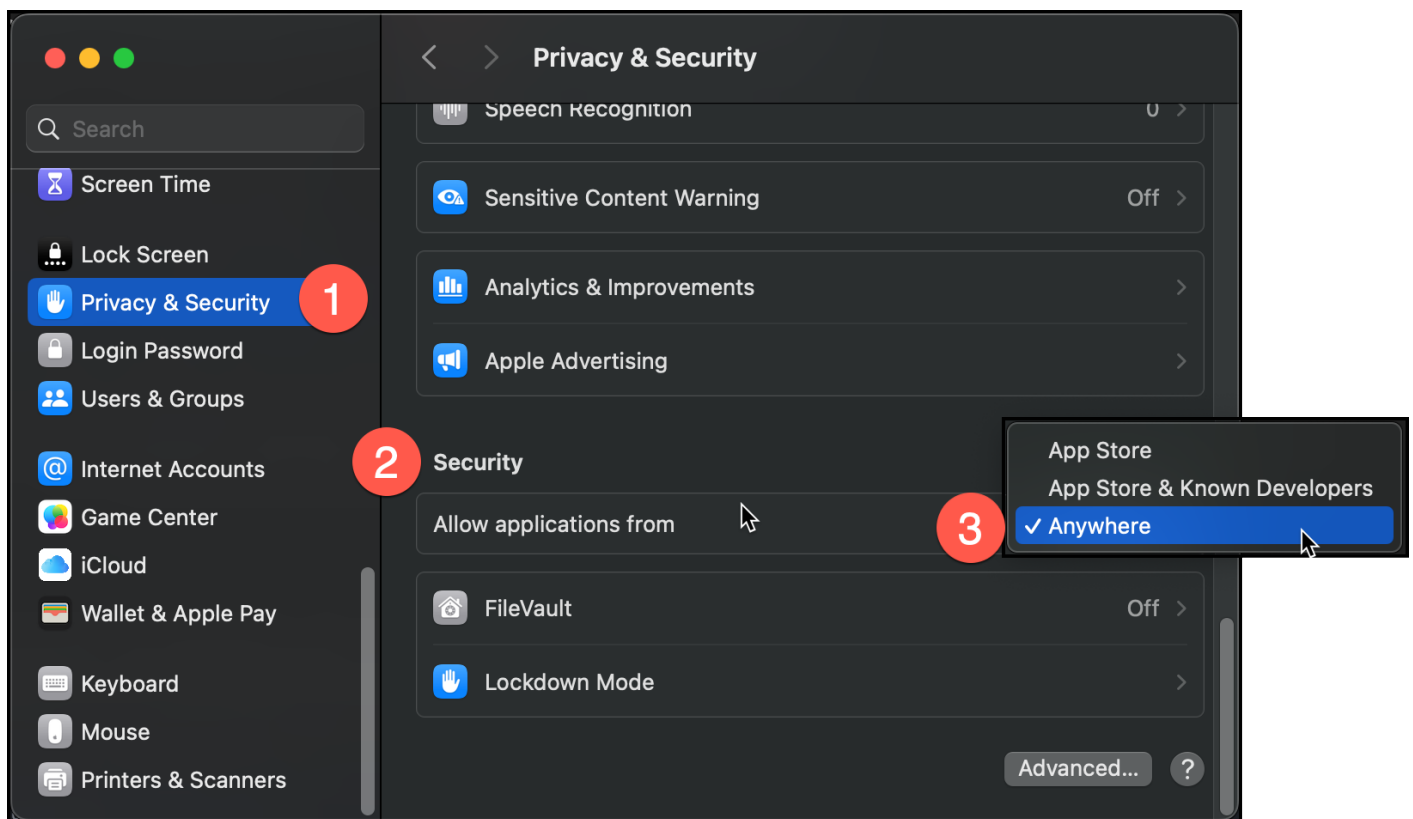 Privacy & Security
Search
Screen Time
Lock Screen
Privacy & Security
1
Login Password
Users & Groups
Internet Accounts
Game Center
iCloud
Wallet & Apple Pay
Keyboard
Mouse
Printers & Scanners
Speech Recognition 0
Sensitive Content Warning Off
Analytics & Improvements
Apple Advertising
2 Security
Allow applications from
3
App Store
App Store & Known Developers
✓ Anywhere
FileVault Off
Lockdown Mode
Advanced...
?